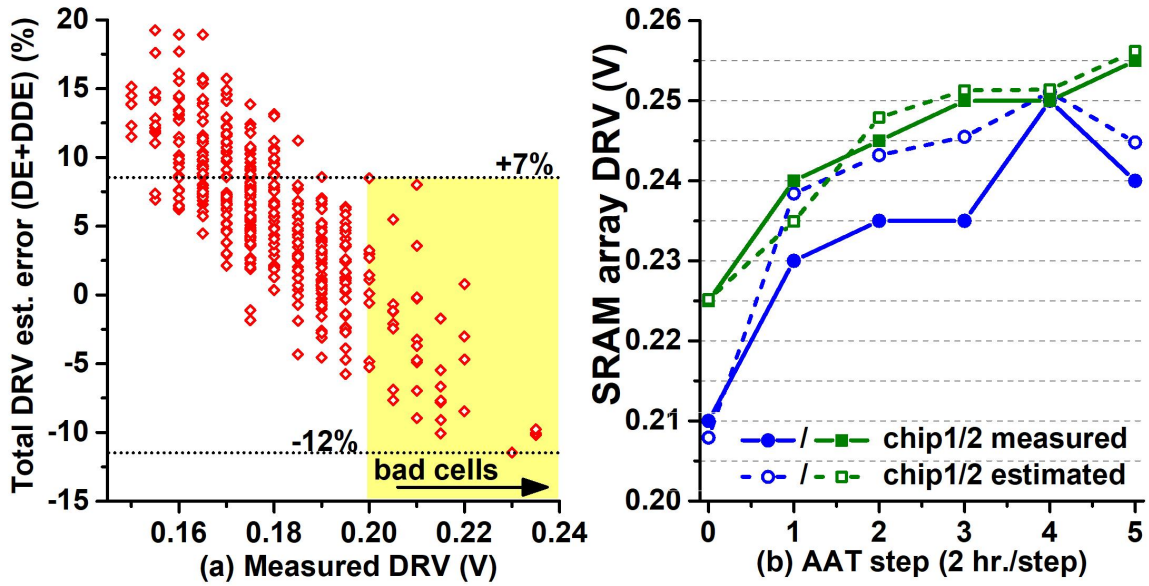 Total DRV est. error (DE+DDE) (%)
20
15
10
5
0
-5
-10
-15
+7%
-12%
bad cells
0.16 0.18 0.20 0.22 0.24
(a) Measured DRV (V)
SRAM array DRV (V)
0.26
0.25
0.24
0.23
0.22
0.21
0.20
/ chip1/2 measured
/ chip1/2 estimated
0 1 2 3 4 5
(b) AAT step (2 hr./step)